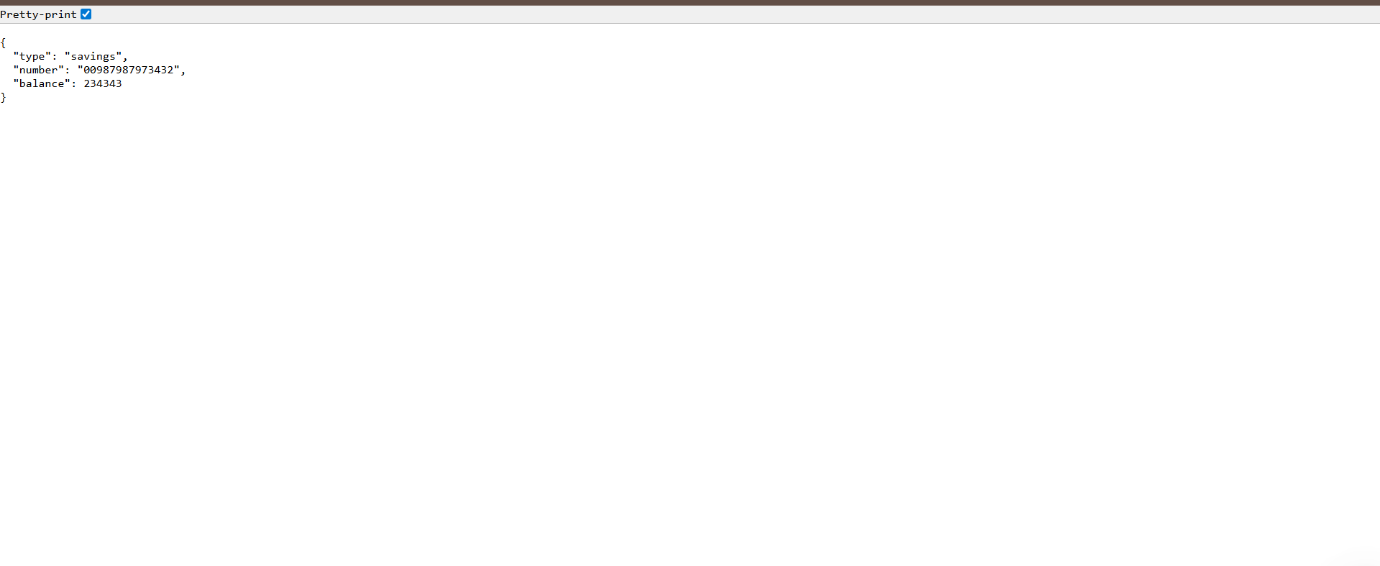 Pretty-print
{
  "type": "savings",
  "number": "00987987973432",
  "balance": 234343
}